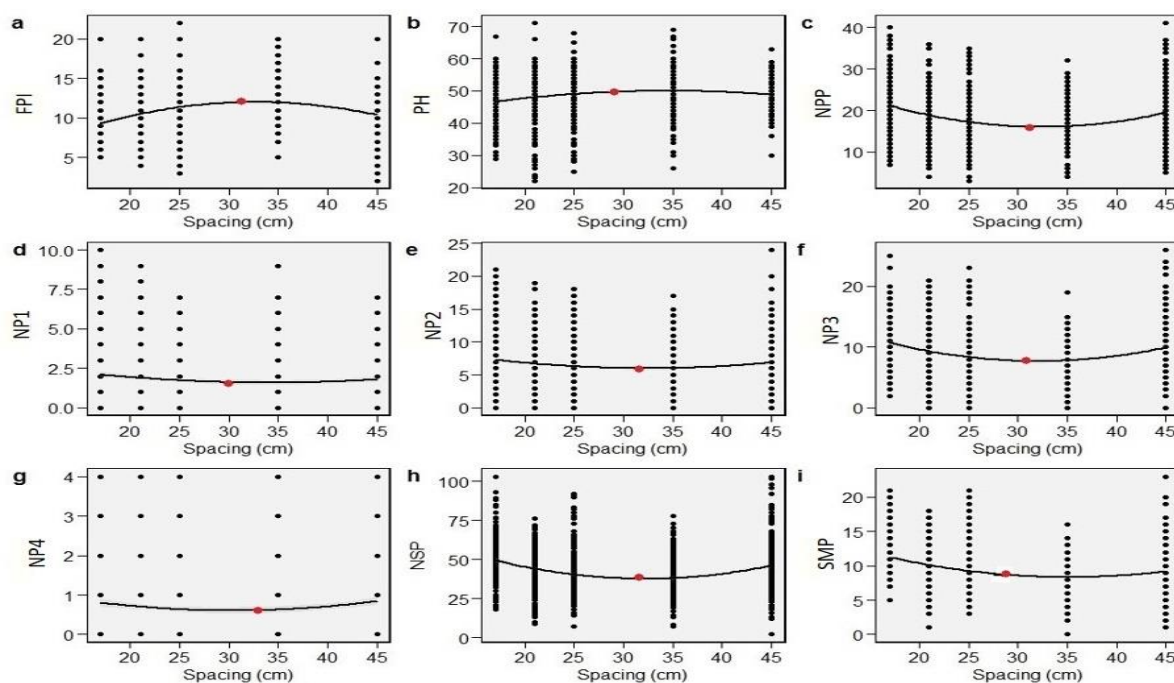 a
20
15
10
5
FPI
20 25 30 35 40 45
Spacing (cm)
b
70
60
50
40
30
20
PH
20 25 30 35 40 45
Spacing (cm)
c
40
30
20
10
NPP
20 25 30 35 40 45
Spacing (cm)
d
10.0
7.5
5.0
2.5
0.0
NP1
20 25 30 35 40 45
Spacing (cm)
e
25
20
15
10
5
0
NP2
20 25 30 35 40 45
Spacing (cm)
f
20
10
0
NP3
20 25 30 35 40 45
Spacing (cm)
g
4
3
2
1
0
NP4
20 25 30 35 40 45
Spacing (cm)
h
100
75
50
25
0
NSP
20 25 30 35 40 45
Spacing (cm)
i
20
15
10
5
0
SMP
20 25 30 35 40 45
Spacing (cm)